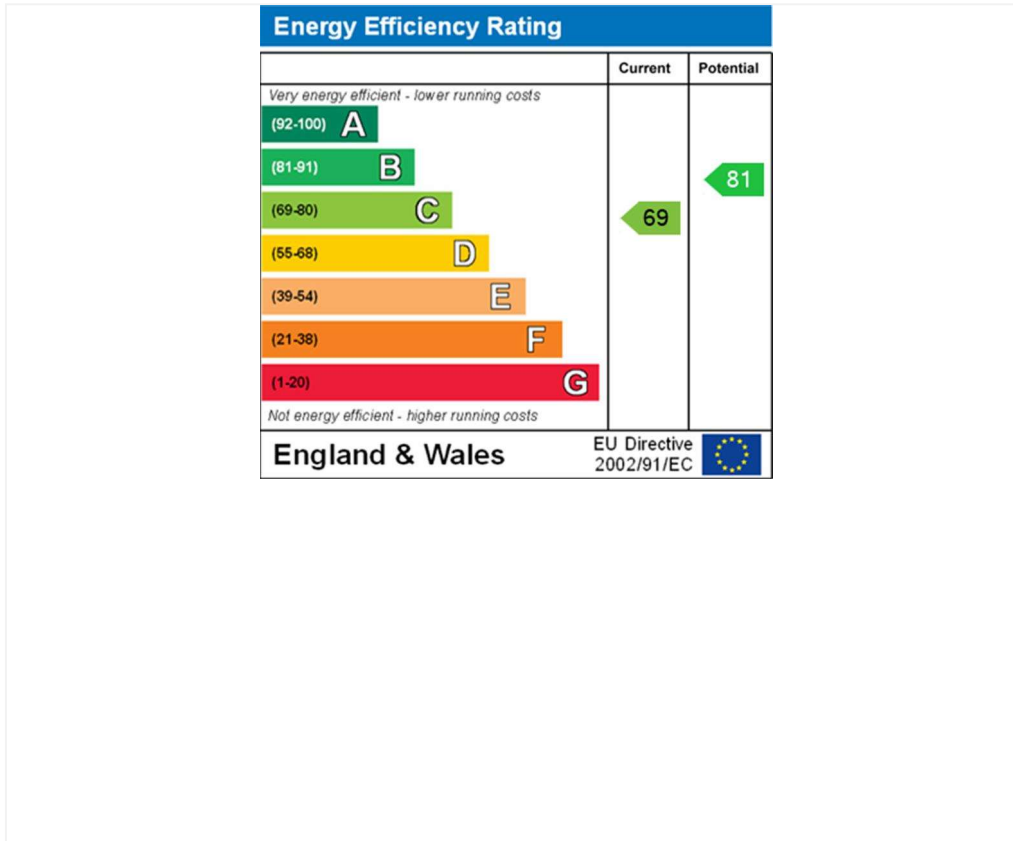 Energy Efficiency Rating
Current Potential
Very energy efficient - lower running costs
(92-100) A
(81-91) B
81
(69-80) C
69
(55-68) D
(39-54) E
(21-38) F
(1-20) G
Not energy efficient - higher running costs
England & Wales
EU Directive
2002/91/EC